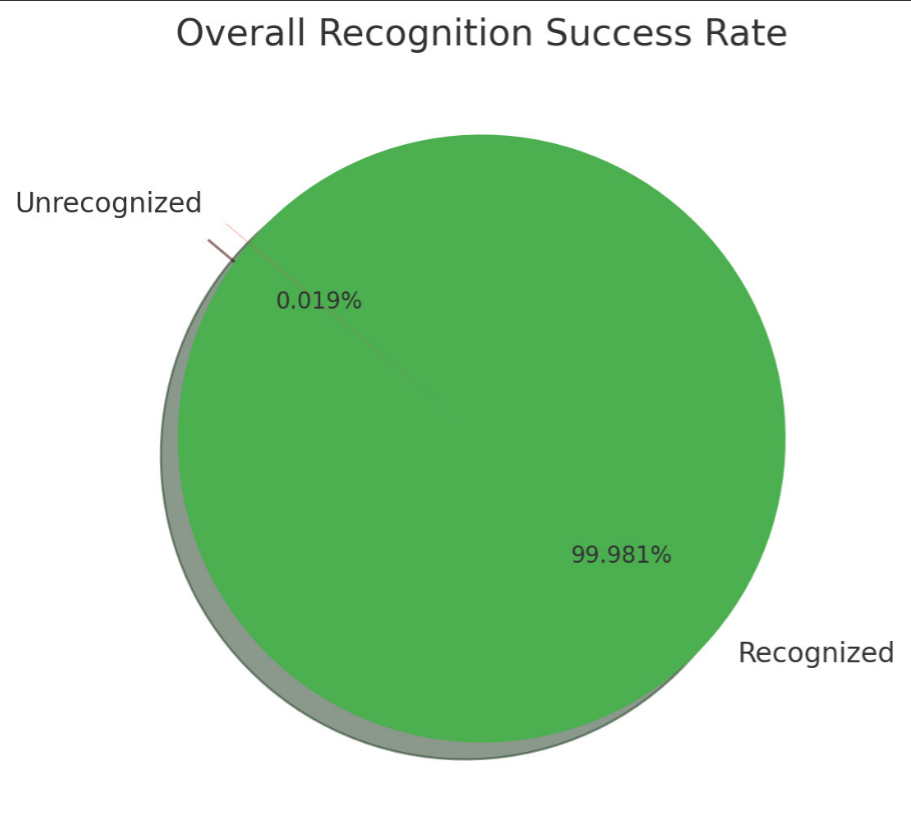 Overall Recognition Success Rate
Unrecognized
0.019%
99.981%
Recognized